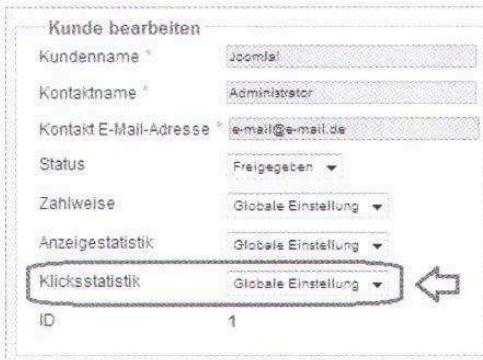 Kunde bearbeiten
Kundenname * Joomla!
Kontaktname * Administrator
Kontakt E-Mail-Adresse * e-mail@e-mail.de
Status Freigegeben
Zahlweise Globale Einstellung
Anzeigestatistik Globale Einstellung
Klicksstatistik Globale Einstellung
ID 1